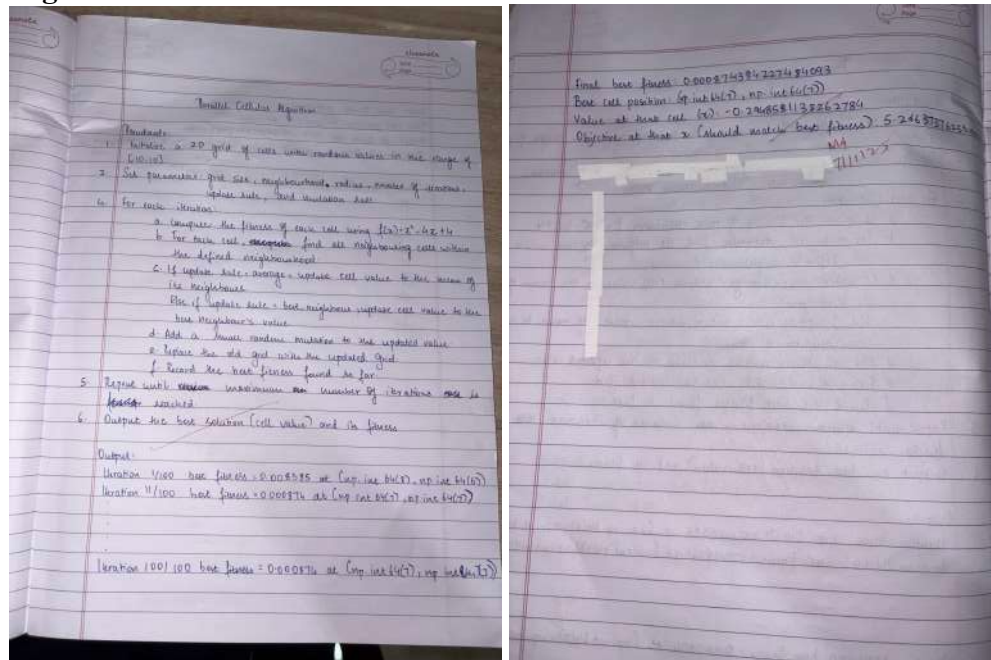 classmate
Date
Page
Parallel Cellular Algorithm
Pseudocode:
1. Initialize a 2D grid of cells with random values in the range of
[-10,10]
2. Set parameters: grid size, neighbourhood radius, number of iterations,
update rule, and mutation rate
4. For each iteration:
a. compute the fitness of each cell using f(x)=x²-4x+4
b. For each cell, find all neighbouring cells within
the defined neighbourhood
c. If update rule = average, update cell value to the mean of
its neighbours
Else if update rule = best neighbour, update cell value to the
best neighbour's value
d. Add a small random mutation to the updated value
e. Replace the old grid with the updated grid
f. Record the best fitness found so far
5. Repeat until maximum number of iterations is
reached
6. Output the best solution (cell value) and its fitness
Output:
Iteration 1/100 best fitness = 0.008595 at (np.int64(8), np.int64(5))
Iteration 11/100 best fitness = 0.000874 at (np.int64(7), np.int64(7))
Iteration 100/100 best fitness = 0.000874 at (np.int64(7), np.int64(7))
Final best fitness: 0.000874394227484093
Best cell position: (np.int64(7), np.int64(7))
Value at that cell (x): -0.2948581138262784
Objective at that x (should match best fitness): 5.24637376